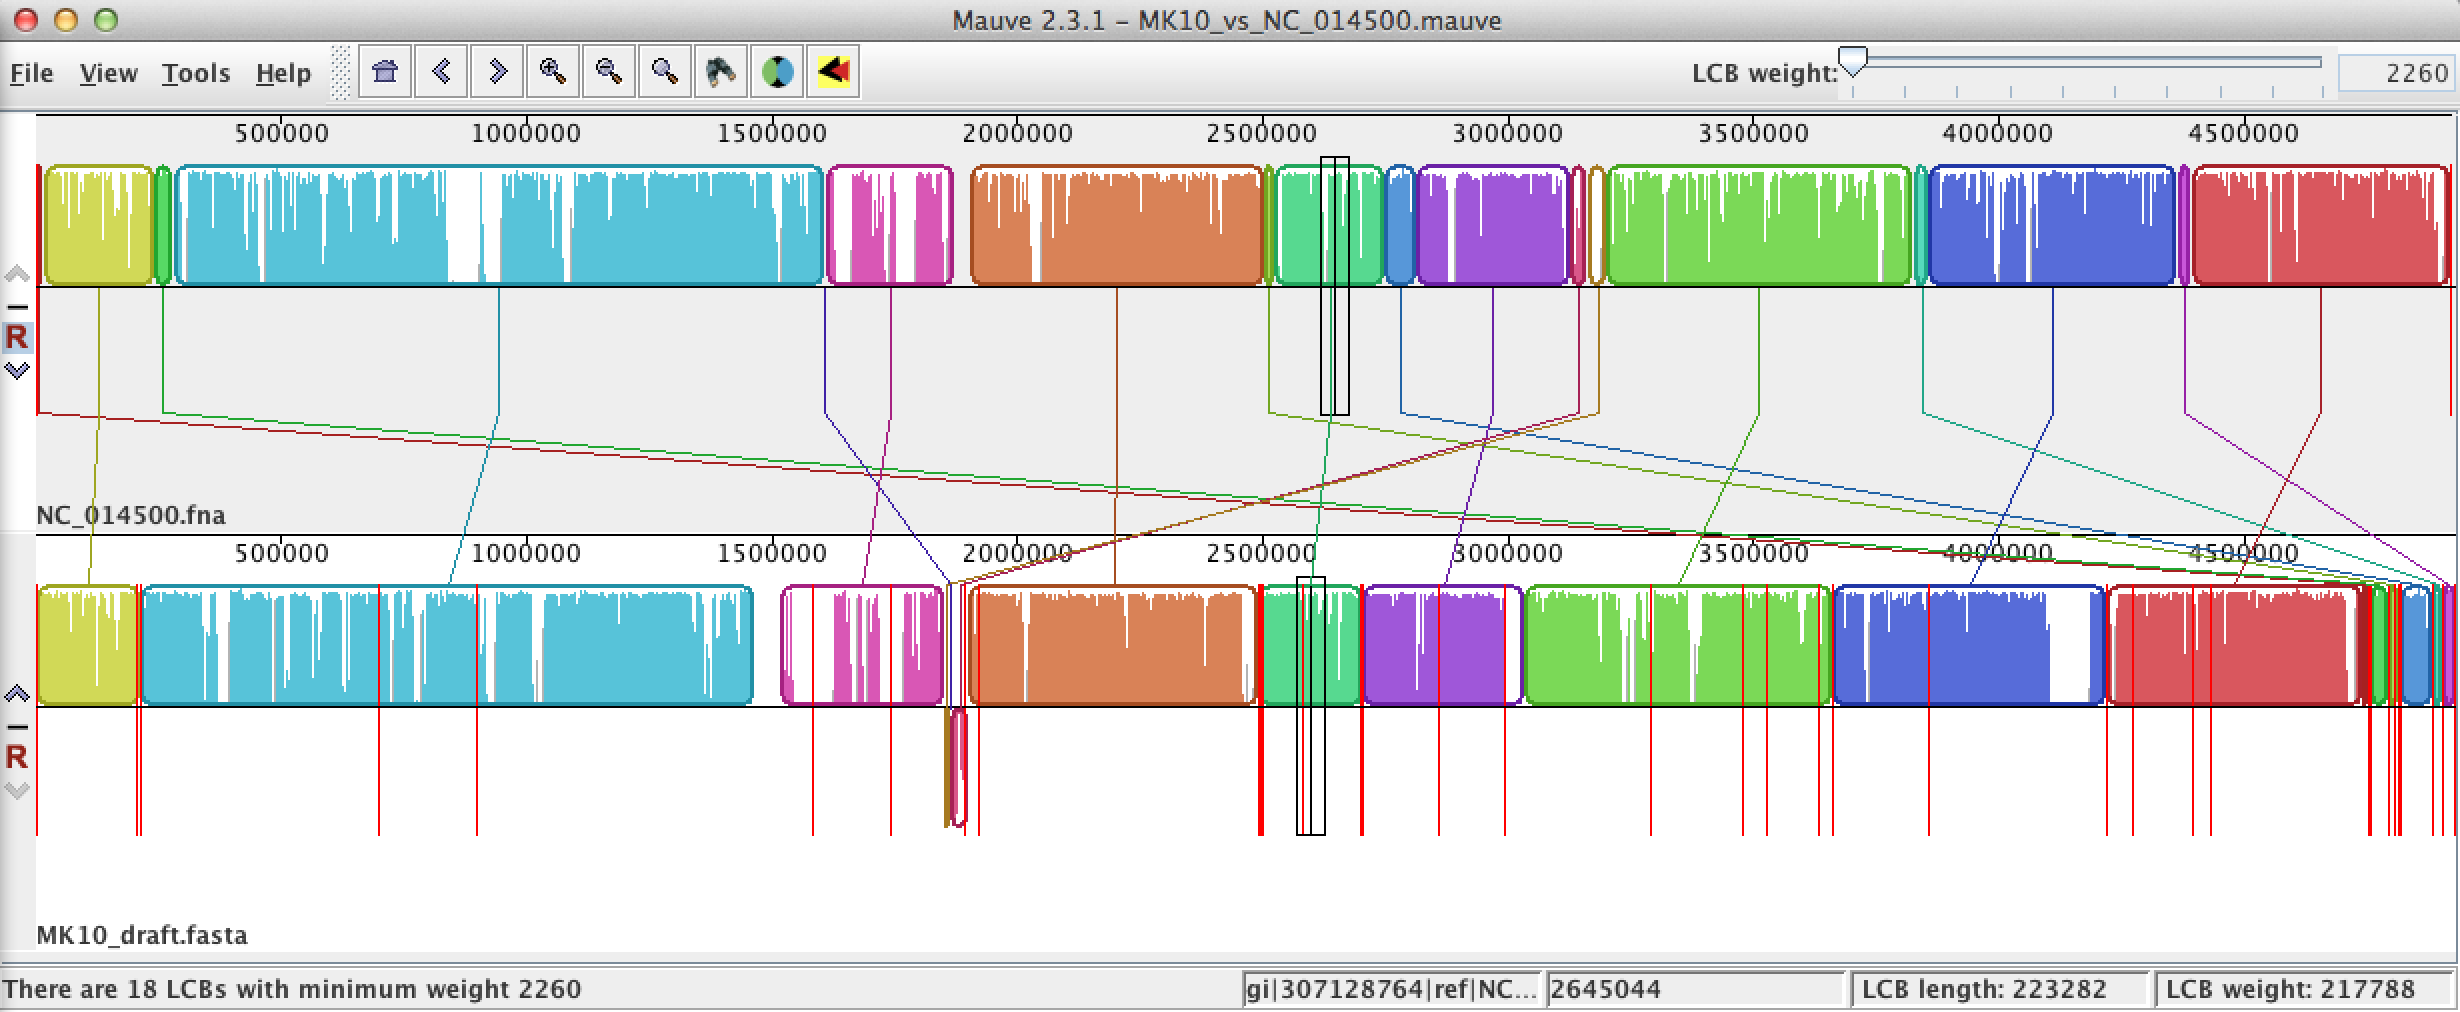 Mauve 2.3.1 – MK10_vs_NC_014500.mauve
File View Tools Help LCB weight: 2260
500000 1000000 1500000 2000000 2500000 3000000 3500000 4000000 4500000
R
NC_014500.fna
500000 1000000 1500000 2000000 2500000 3000000 3500000 4000000 4500000
R
MK10_draft.fasta
There are 18 LCBs with minimum weight 2260 gi|307128764|ref|NC... 2645044 LCB length: 223282 LCB weight: 217788